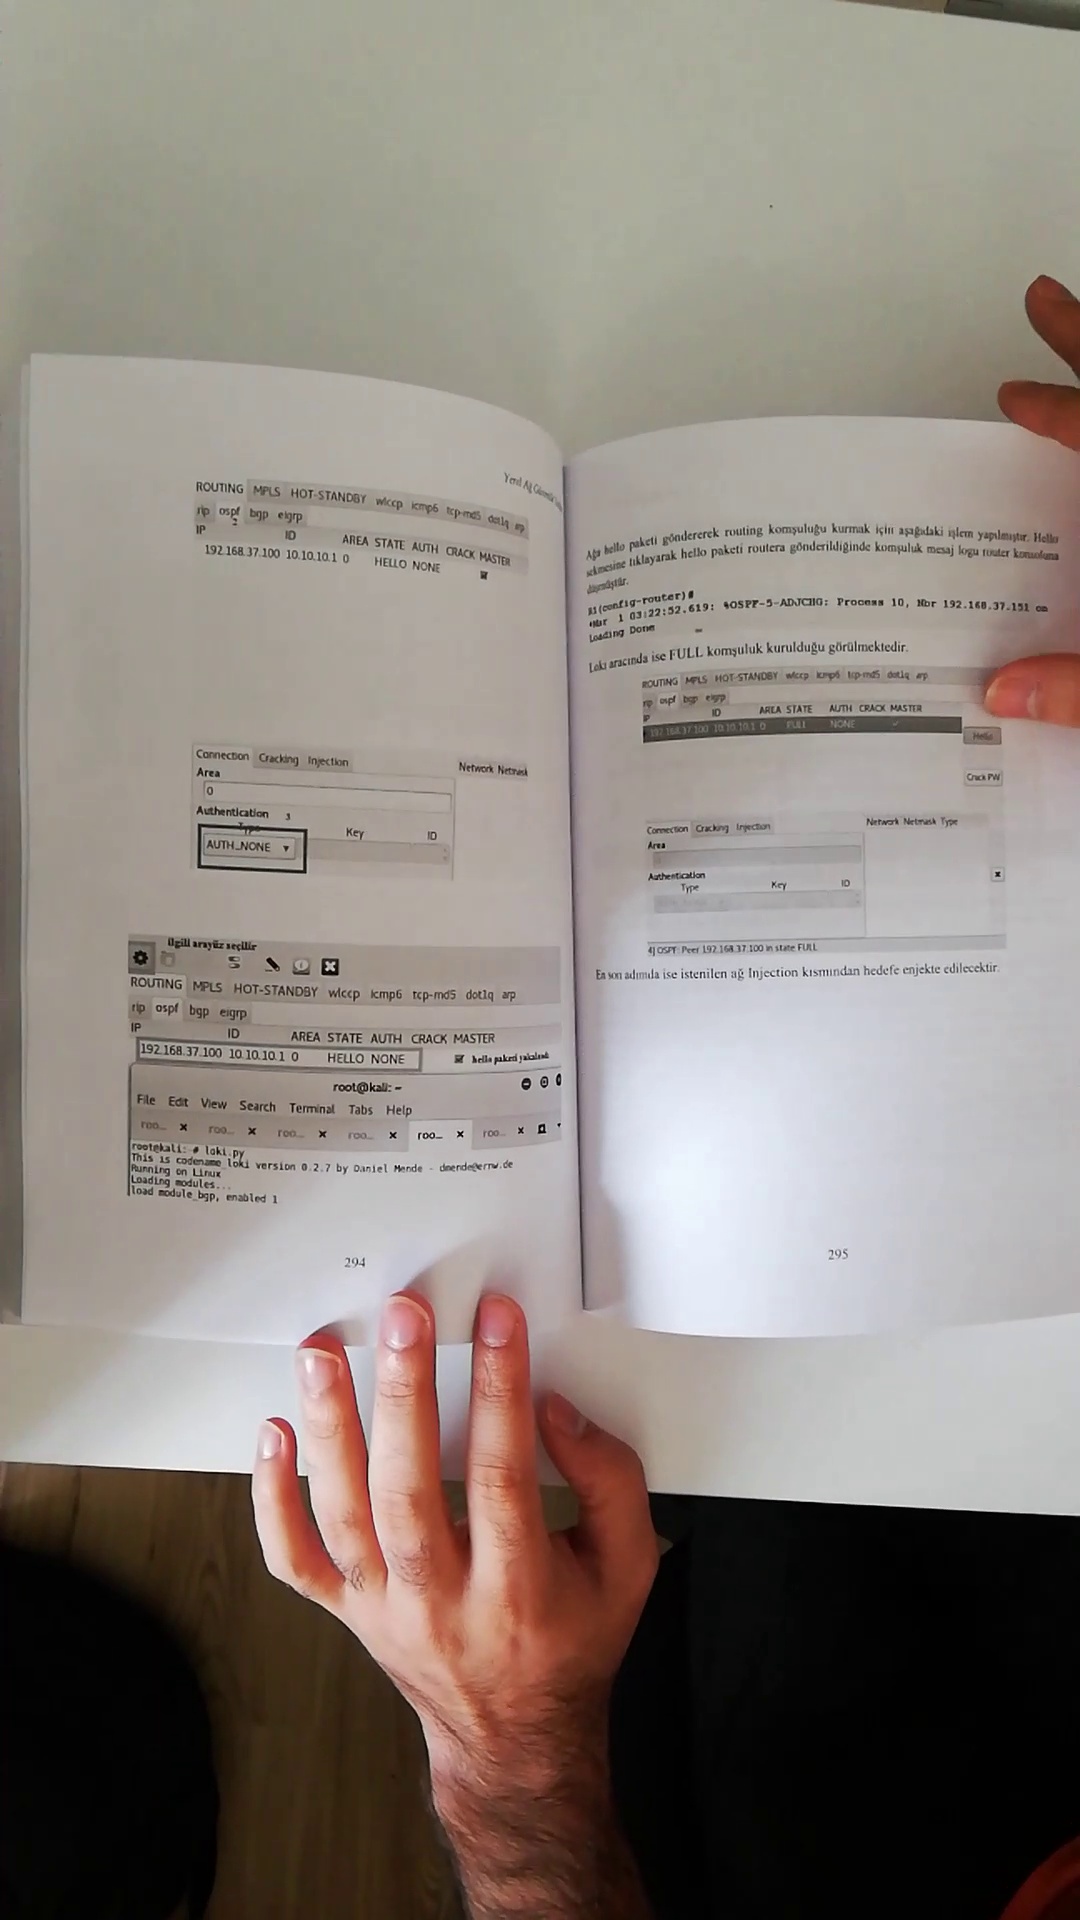 Yerel Ağ Güvenlik
ROUTING MPLS HOT-STANDBY wlccp icmp6 tcp-md5 dot1q arp
rip ospf bgp eigrp
2
IP ID AREA STATE AUTH CRACK MASTER
192.168.37.100 10.10.10.1 0 HELLO NONE
Connection Cracking Injection
Network Netmask
Area
0
Authentication 3
Type Key ID
AUTH_NONE
ilgili arayüz seçilir
ROUTING MPLS HOT-STANDBY wlccp icmp6 tcp-md5 dot1q arp
rip ospf bgp eigrp
IP ID AREA STATE AUTH CRACK MASTER
192.168.37.100 10.10.10.1 0 HELLO NONE hello paketi yakalandı
root@kali: ~
File Edit View Search Terminal Tabs Help
roo... × roo... × roo... × roo... × roo... × roo... ×
root@kali:~# loki.py
This is codename loki version 0.2.7 by Daniel Mende - dmende@ernw.de
Running on Linux
Loading modules...
load module_bgp, enabled 1
294
Ağa hello paketi göndererek routing komşuluğu kurmak için aşağıdaki işlem yapılmıştır. Hello
sekmesine tıklayarak hello paketi routera gönderildiğinde komşuluk mesaj logu router konsoluna
düşmüştür.
R1(config-router)#
*Mar 1 03:22:52.619: %OSPF-5-ADJCHG: Process 10, Nbr 192.168.37.151 on
Loading Done
Loki aracında ise FULL komşuluk kurulduğu görülmektedir.
ROUTING MPLS HOT-STANDBY wlccp icmp6 tcp-md5 dot1q arp
rip ospf bgp eigrp
IP ID AREA STATE AUTH CRACK MASTER
192.168.37.100 10.10.10.1 0 FULL NONE
Hello
Crack PW
Connection Cracking Injection
Network Netmask Type
Area
Authentication
Type Key ID
4] OSPF: Peer 192.168.37.100 in state FULL
En son adımda ise istenilen ağ Injection kısmından hedefe enjekte edilecektir.
295